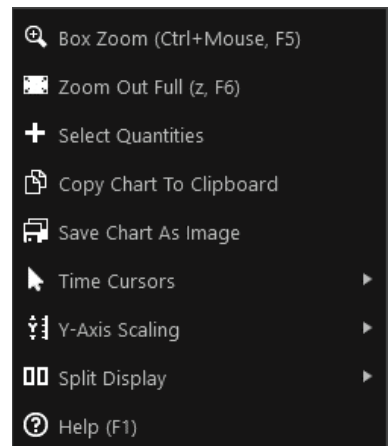 Box Zoom (Ctrl+Mouse, F5)
Zoom Out Full (z, F6)
Select Quantities
Copy Chart To Clipboard
Save Chart As Image
Time Cursors
Y-Axis Scaling
Split Display
Help (F1)